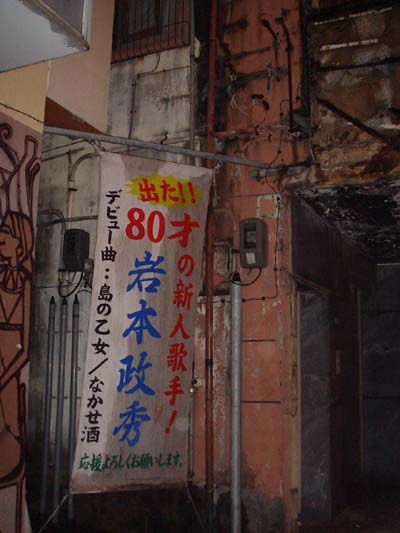 出た!!
80才の新人歌手!
岩本政秀
デビュー曲:島の乙女/なかせ酒
応援よろしくお願いします。